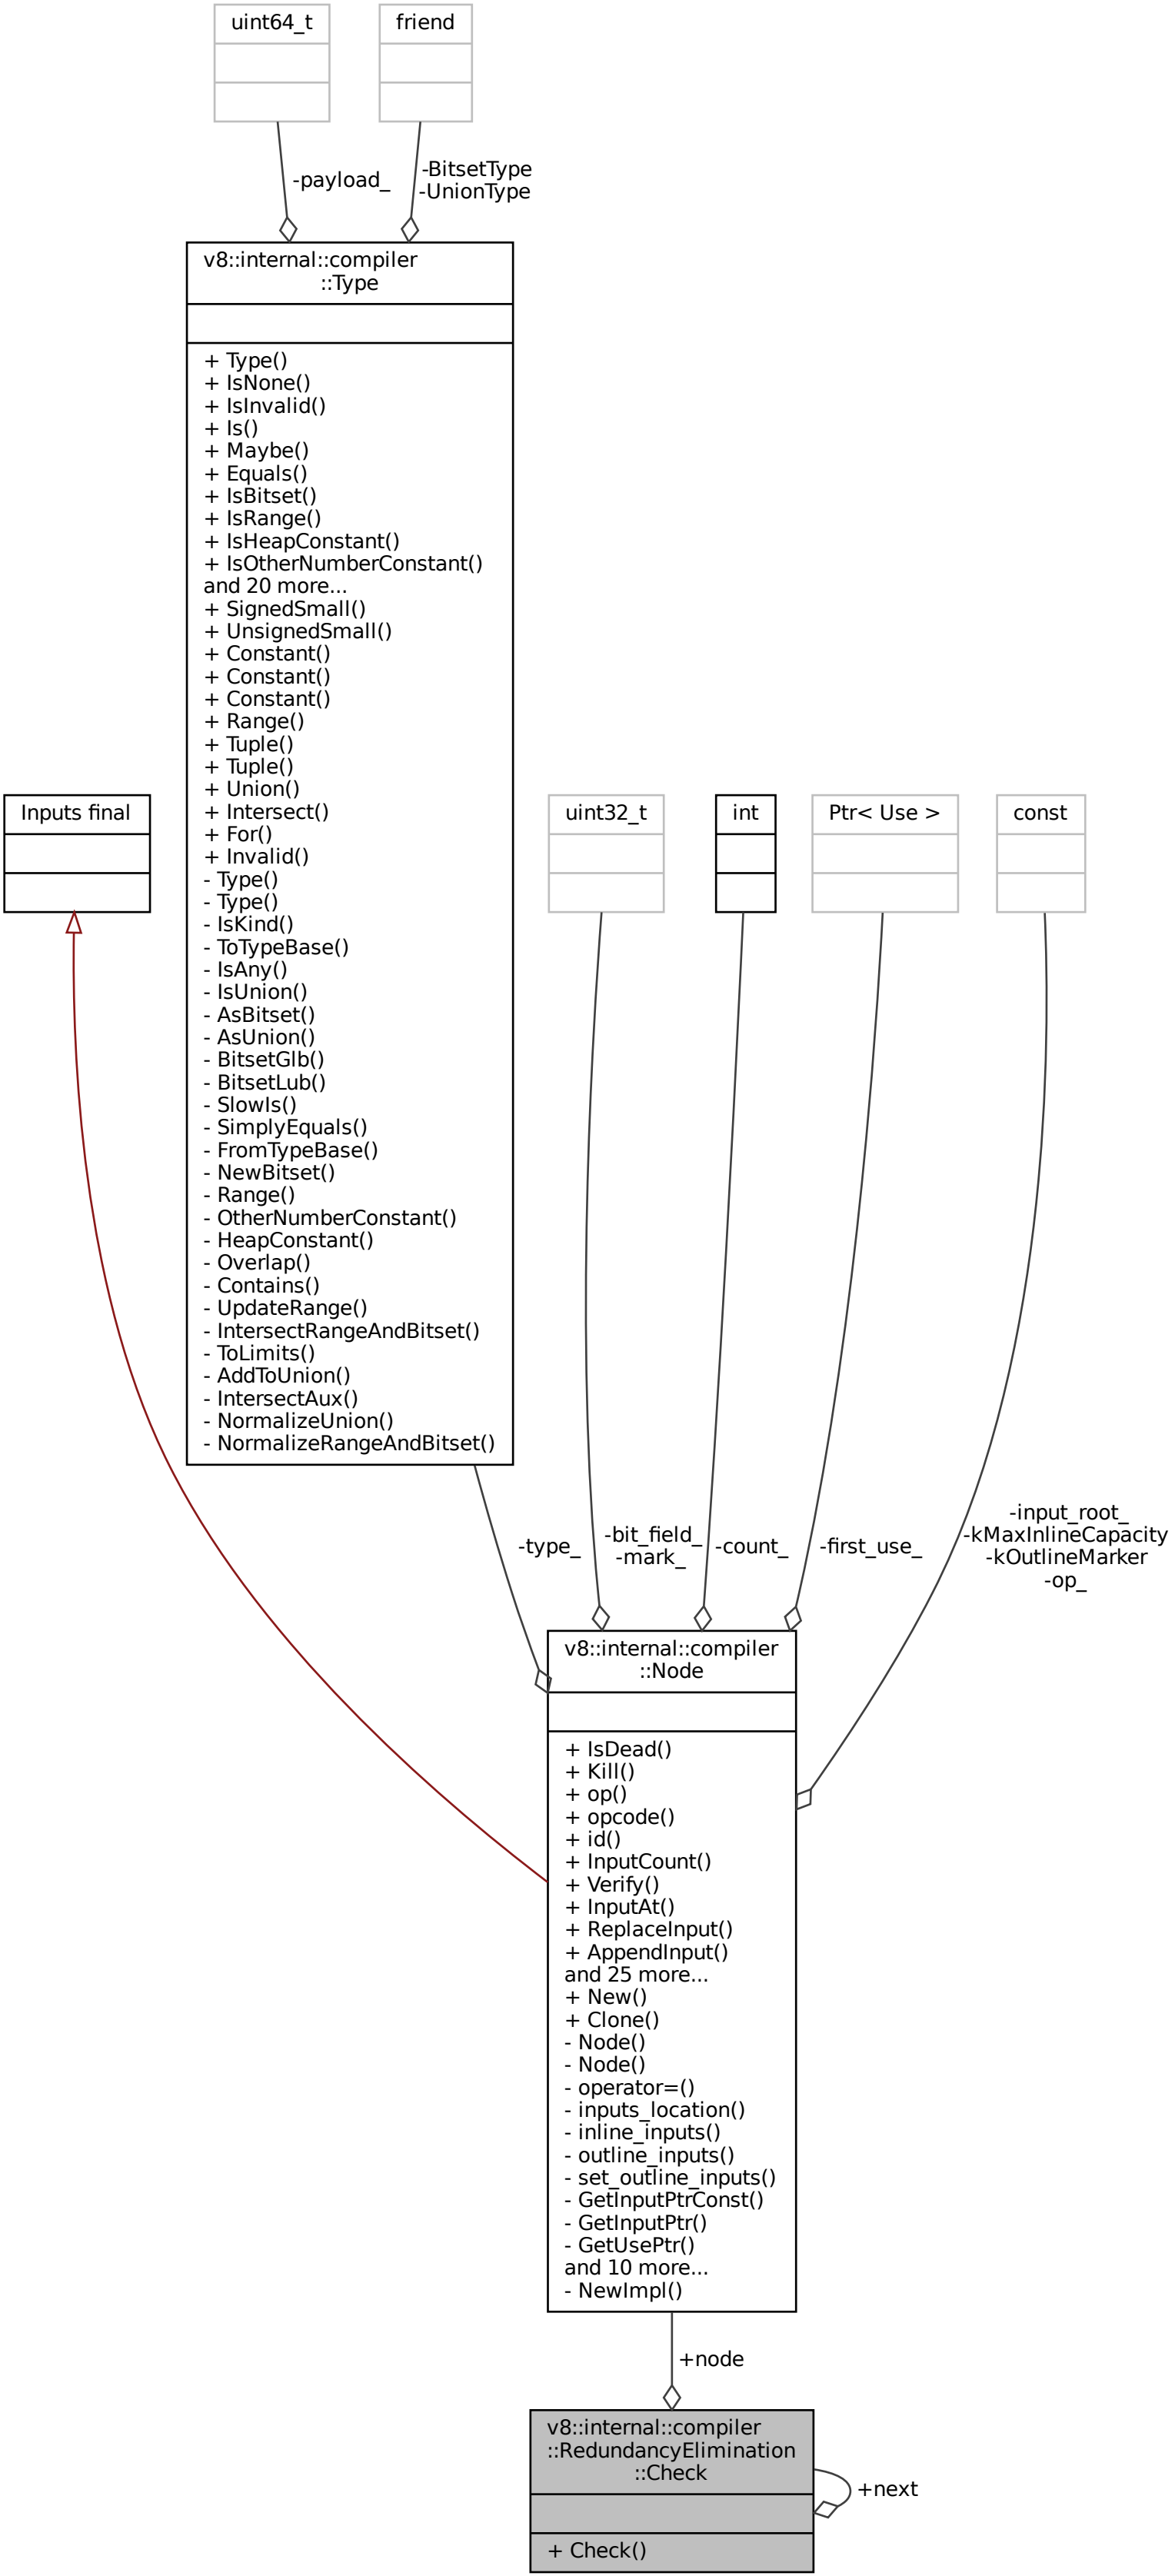 uint64_t
friend
-payload_
-BitsetType
-UnionType
v8::internal::compiler
::Type
+ Type()
+ IsNone()
+ IsInvalid()
+ Is()
+ Maybe()
+ Equals()
+ IsBitset()
+ IsRange()
+ IsHeapConstant()
+ IsOtherNumberConstant()
and 20 more...
+ SignedSmall()
+ UnsignedSmall()
+ Constant()
+ Constant()
+ Constant()
+ Range()
+ Tuple()
+ Tuple()
+ Union()
+ Intersect()
+ For()
+ Invalid()
- Type()
- Type()
- IsKind()
- ToTypeBase()
- IsAny()
- IsUnion()
- AsBitset()
- AsUnion()
- BitsetGlb()
- BitsetLub()
- SlowIs()
- SimplyEquals()
- FromTypeBase()
- NewBitset()
- Range()
- OtherNumberConstant()
- HeapConstant()
- Overlap()
- Contains()
- UpdateRange()
- IntersectRangeAndBitset()
- ToLimits()
- AddToUnion()
- IntersectAux()
- NormalizeUnion()
- NormalizeRangeAndBitset()
Inputs final
uint32_t
int
Ptr< Use >
const
-type_
-bit_field_
-mark_
-count_
-first_use_
-input_root_
-kMaxInlineCapacity
-kOutlineMarker
-op_
v8::internal::compiler
::Node
+ IsDead()
+ Kill()
+ op()
+ opcode()
+ id()
+ InputCount()
+ Verify()
+ InputAt()
+ ReplaceInput()
+ AppendInput()
and 25 more...
+ New()
+ Clone()
- Node()
- Node()
- operator=()
- inputs_location()
- inline_inputs()
- outline_inputs()
- set_outline_inputs()
- GetInputPtrConst()
- GetInputPtr()
- GetUsePtr()
and 10 more...
- NewImpl()
+node
v8::internal::compiler
::RedundancyElimination
::Check
+ Check()
+next